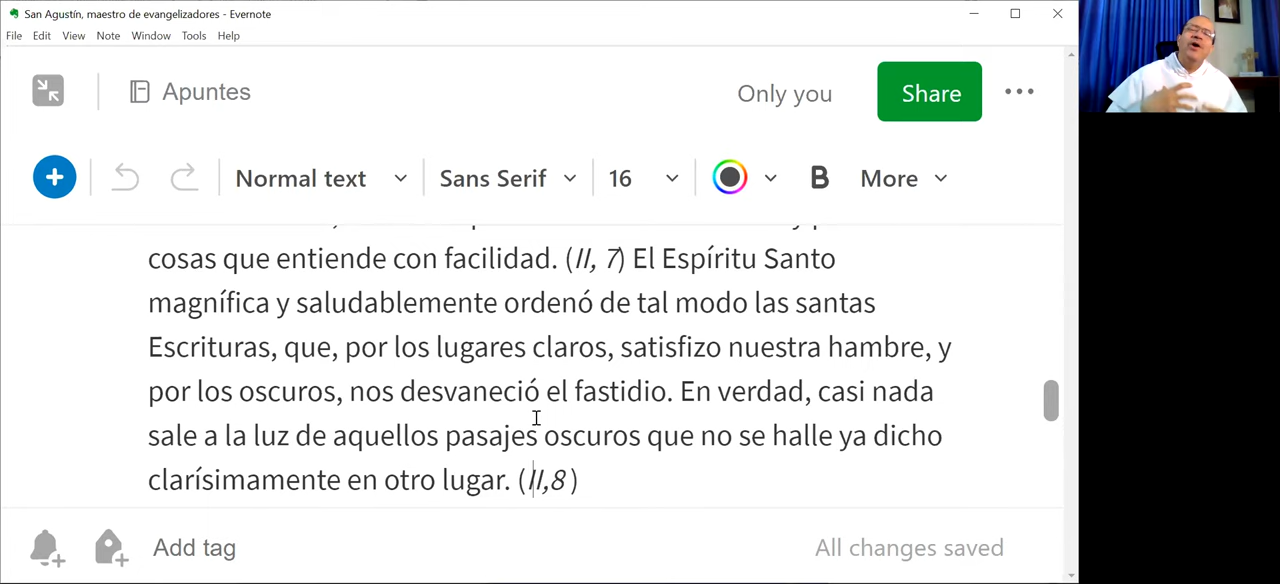 San Agustín, maestro de evangelizadores - Evernote
File Edit View Note Window Tools Help
Apuntes
Only you
Share
Normal text
Sans Serif
16
B
More
cosas que entiende con facilidad. (II, 7) El Espíritu Santo
magnífica y saludablemente ordenó de tal modo las santas
Escrituras, que, por los lugares claros, satisfizo nuestra hambre, y
por los oscuros, nos desvaneció el fastidio. En verdad, casi nada
sale a la luz de aquellos pasajes oscuros que no se halle ya dicho
clarísimamente en otro lugar. (II,8 )
Add tag
All changes saved